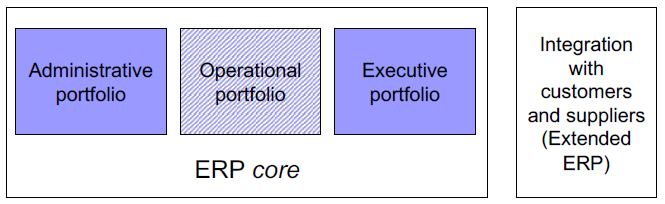 Administrative
portfolio
Operational
portfolio
Executive
portfolio
ERP core
Integration
with
customers
and suppliers
(Extended
ERP)